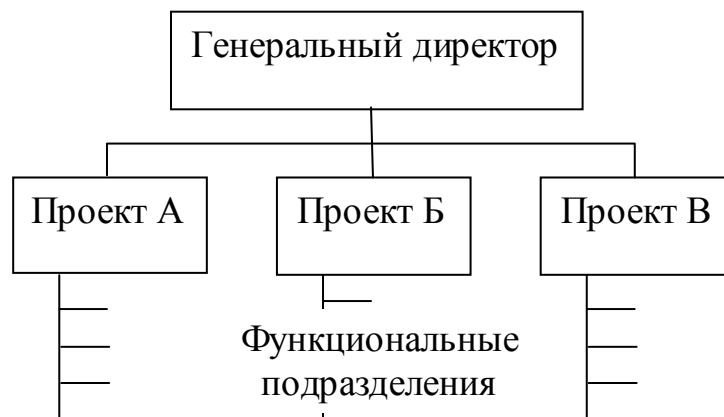 Генеральный директор
Проект А
Проект Б
Проект В
Функциональные
подразделения